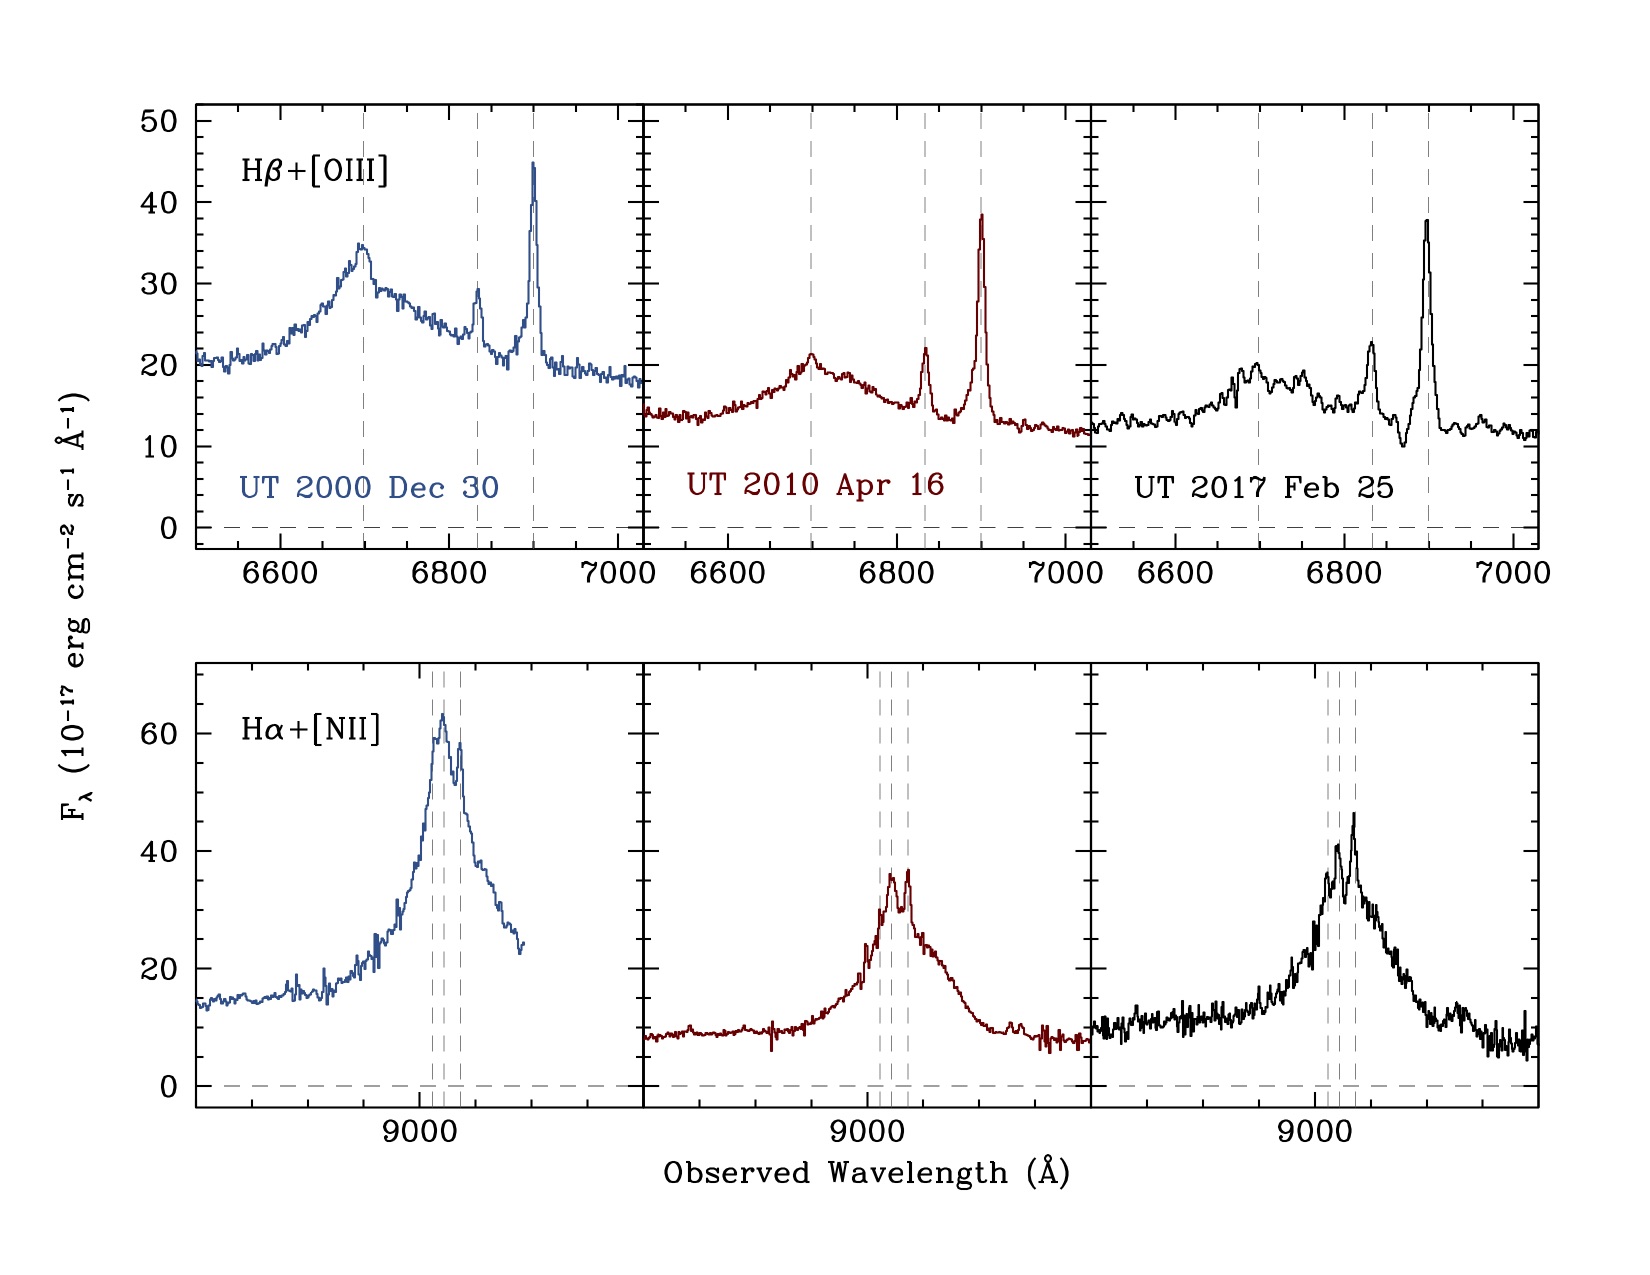 50
40
30
20
10
0
Hβ+[OIII]
UT 2000 Dec 30
UT 2010 Apr 16
UT 2017 Feb 25
6600 6800 7000 6600 6800 7000 6600 6800 7000
F_λ (10⁻¹⁷ erg cm⁻² s⁻¹ Å⁻¹)
60
40
20
0
Hα+[NII]
9000 9000 9000
Observed Wavelength (Å)